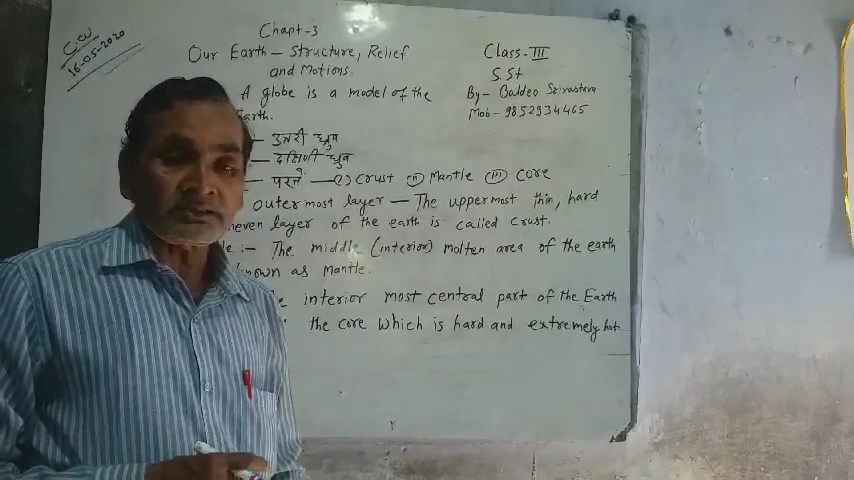 C.W
16-05-2020
Chapt-3
Our Earth - Structure, Relief
and Motions.
Class - III
S.St
By- Baldeo Srivastava
Mob- 9852934465
A globe is a model of the
Earth.
- उत्तरी ध्रुव
- दक्षिणी ध्रुव
- परतें - (i) Crust (ii) Mantle (iii) Core
outermost layer - The uppermost thin, hard
neven layer of the earth is called crust.
le :- The middle (interior) molten area of the earth
known as Mantle.
e interior most central part of the Earth
the core which is hard and extremely hot